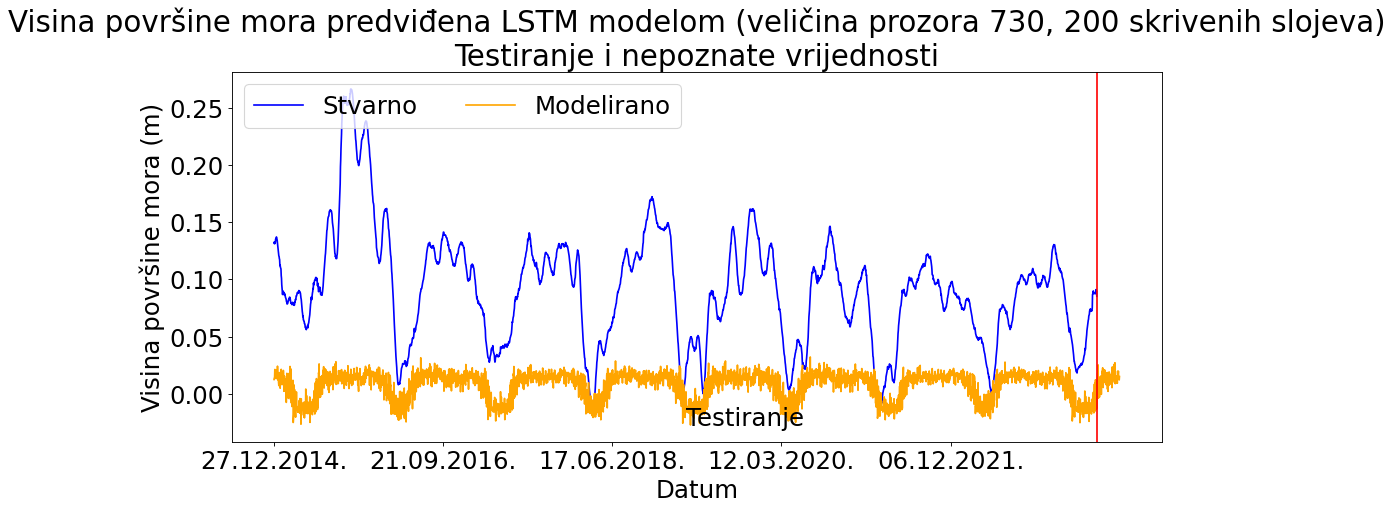 Visina površine mora predviđena LSTM modelom (veličina prozora 730, 200 skrivenih slojeva)
Testiranje i nepoznate vrijednosti
Stvarno
Modelirano
Visina površine mora (m)
0.25
0.20
0.15
0.10
0.05
0.00
Testiranje
27.12.2014.
21.09.2016.
17.06.2018.
12.03.2020.
06.12.2021.
Datum